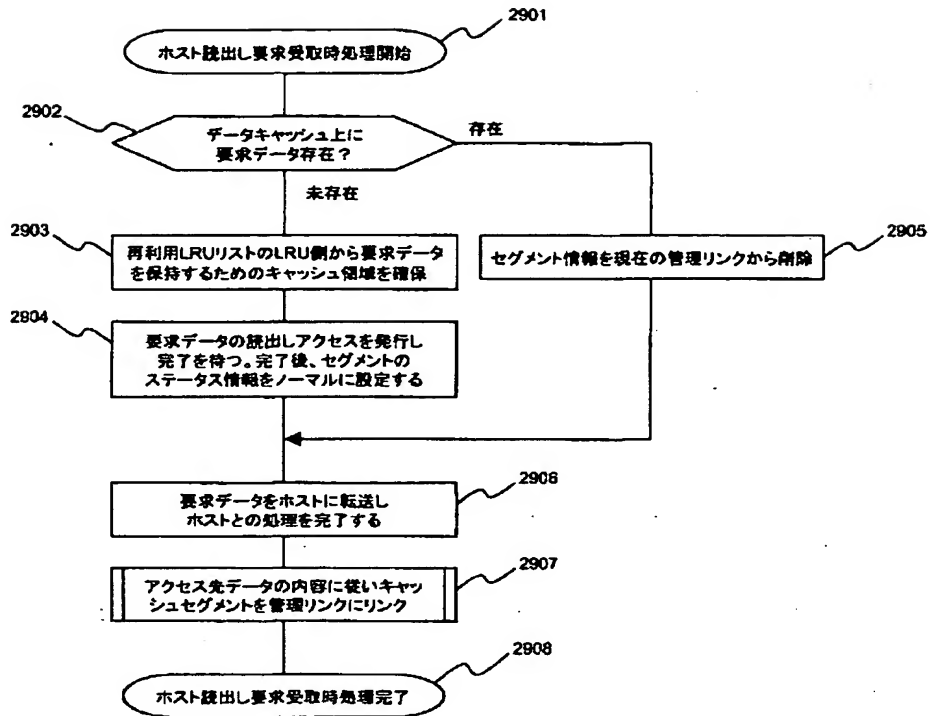 2901
ホスト読出し要求受取時処理開始
2902
データキャッシュ上に
要求データ存在？
存在
未存在
2903
再利用LRUリストのLRU側から要求データ
を保持するためのキャッシュ領域を確保
2905
セグメント情報を現在の管理リンクから削除
2904
要求データの読出しアクセスを発行し
完了を待つ。完了後、セグメントの
ステータス情報をノーマルに設定する
2906
要求データをホストに転送し
ホストとの処理を完了する
2907
アクセス先データの内容に従いキャッ
シュセグメントを管理リンクにリンク
2908
ホスト読出し要求受取時処理完了